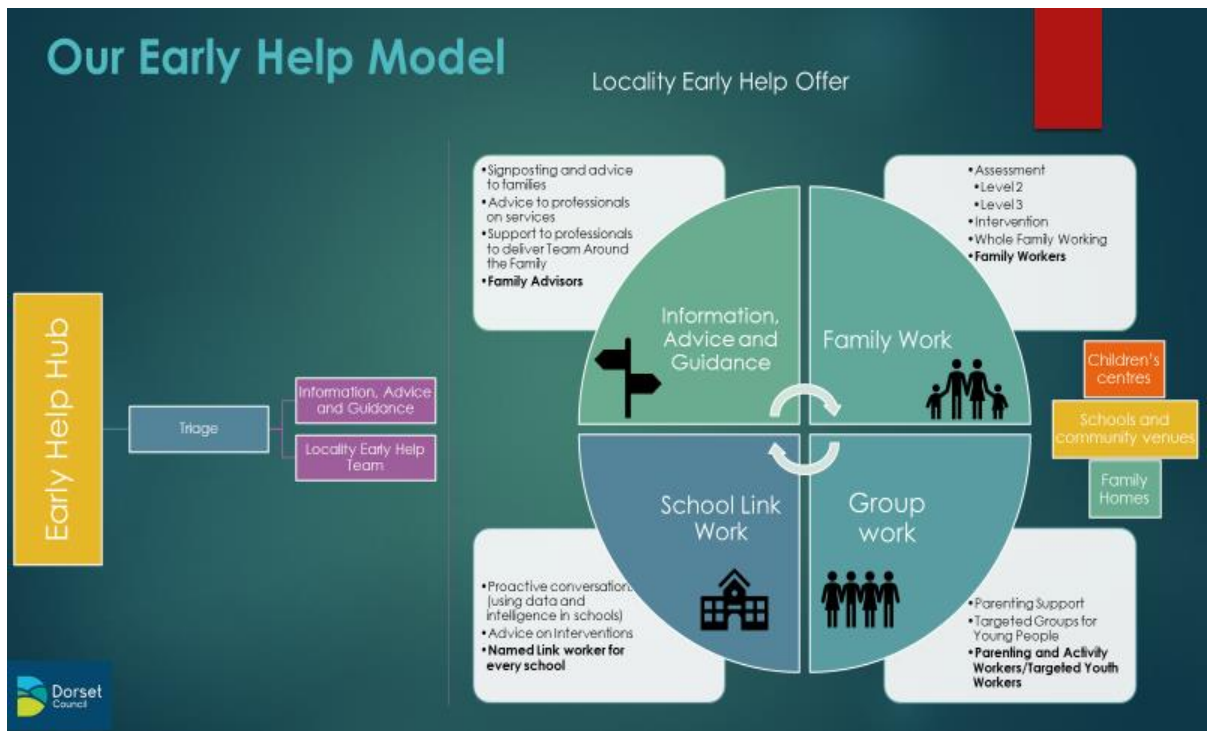 Our Early Help Model
Locality Early Help Offer
Early Help Hub
Triage
Information, Advice
and Guidance
Locality Early Help
Team
•Signposting and advice
to families
•Advice to professionals
on services
•Support to professionals
to deliver Team Around
the Family
•Family Advisors
Information,
Advice and
Guidance
•Assessment
•Level 2
•Level 3
•Intervention
•Whole Family Working
•Family Workers
Family Work
School Link
Work
•Proactive conversation.
(using data and
intelligence in schools)
•Advice on Interventions
•Named Link worker for
every school
Group
work
•Parenting Support
•Targeted Groups for
Young People
•Parenting and Activity
Workers/Targeted Youth
Workers
Children's
centres
Schools and
community venues
Family
Homes
Dorset
Council